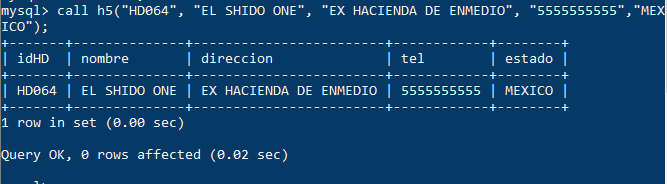 mysql> call h5("HD064", "EL SHIDO ONE", "EX HACIENDA DE ENMEDIO", "5555555555","MEX
ICO");
+-------+--------------+------------------------+------------+--------+
| idHD  | nombre       | direccion              | tel        | estado |
+-------+--------------+------------------------+------------+--------+
| HD064 | EL SHIDO ONE | EX HACIENDA DE ENMEDIO | 5555555555 | MEXICO |
+-------+--------------+------------------------+------------+--------+
1 row in set (0.00 sec)
Query OK, 0 rows affected (0.02 sec)